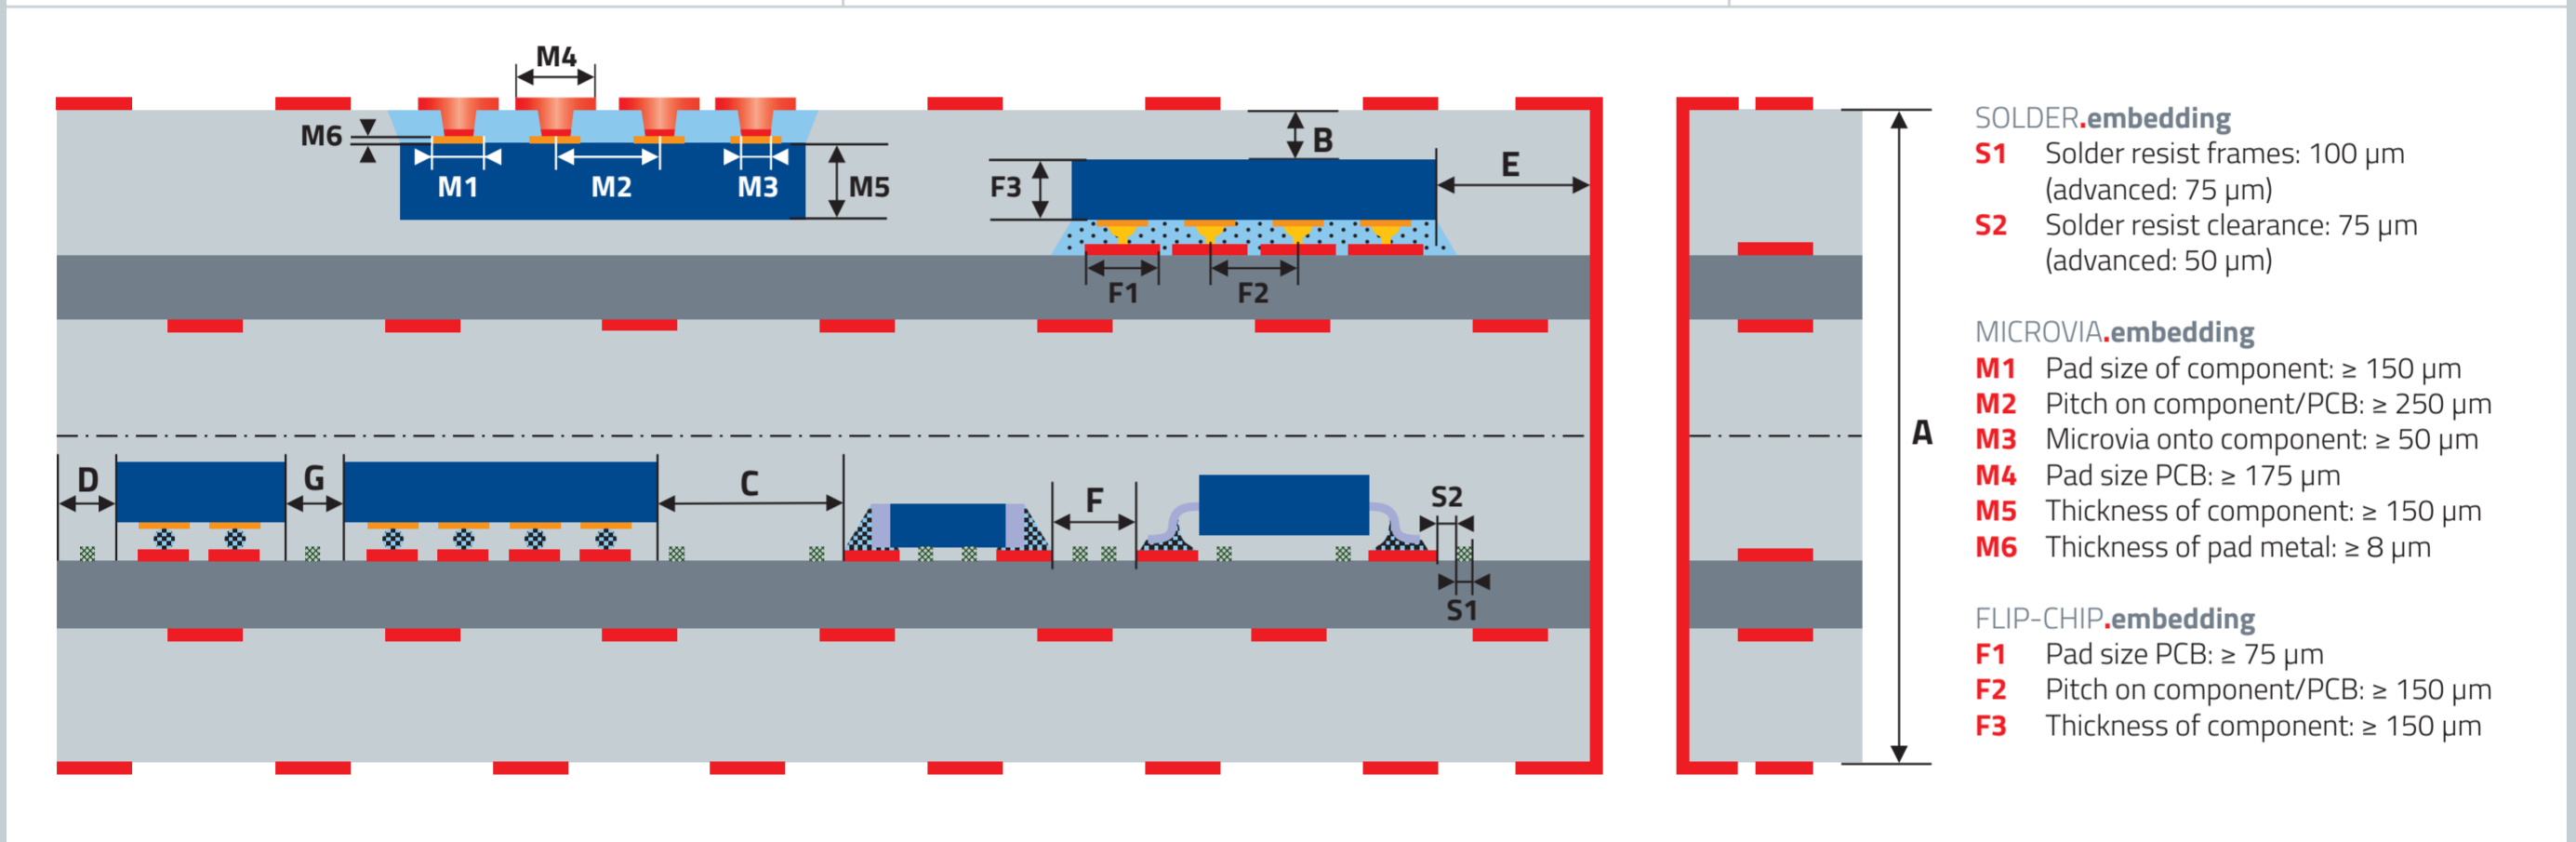 M4
M6
M1
M2
M3
M5
B
F3
E
F1
F2
A
D
G
C
F
S2
S1
SOLDER.embedding
S1 Solder resist frames: 100 µm
(advanced: 75 µm)
S2 Solder resist clearance: 75 µm
(advanced: 50 µm)
MICROVIA.embedding
M1 Pad size of component: ≥ 150 µm
M2 Pitch on component/PCB: ≥ 250 µm
M3 Microvia onto component: ≥ 50 µm
M4 Pad size PCB: ≥ 175 µm
M5 Thickness of component: ≥ 150 µm
M6 Thickness of pad metal: ≥ 8 µm
FLIP-CHIP.embedding
F1 Pad size PCB: ≥ 75 µm
F2 Pitch on component/PCB: ≥ 150 µm
F3 Thickness of component: ≥ 150 µm